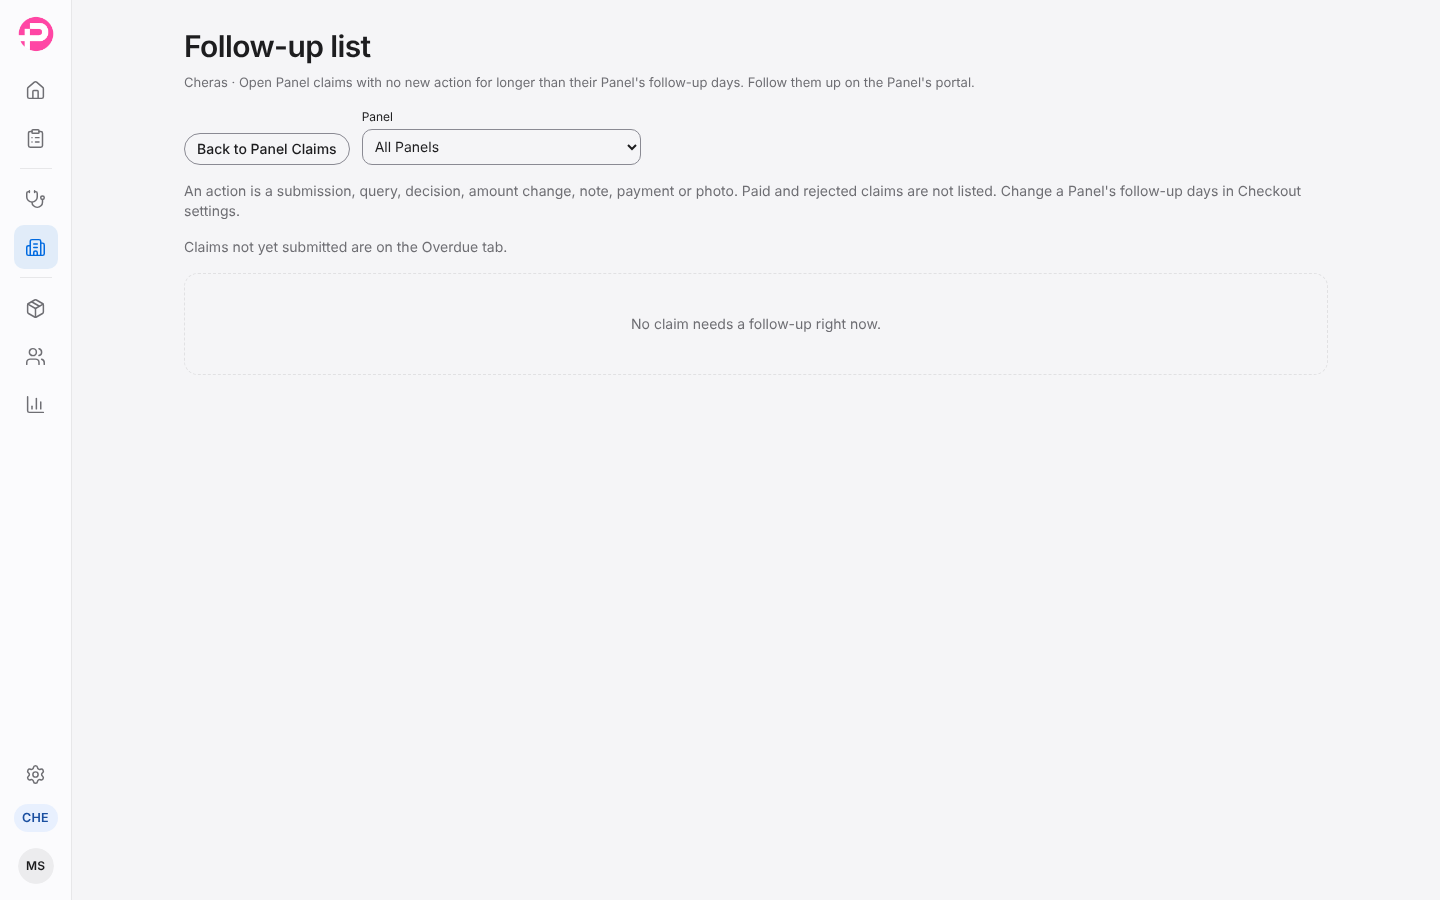 Follow-up list
Cheras · Open Panel claims with no new action for longer than their Panel's follow-up days. Follow them up on the Panel's portal.
Panel
Back to Panel Claims
All Panels
An action is a submission, query, decision, amount change, note, payment or photo. Paid and rejected claims are not listed. Change a Panel's follow-up days in Checkout
settings.
Claims not yet submitted are on the Overdue tab.
No claim needs a follow-up right now.
CHE
MS